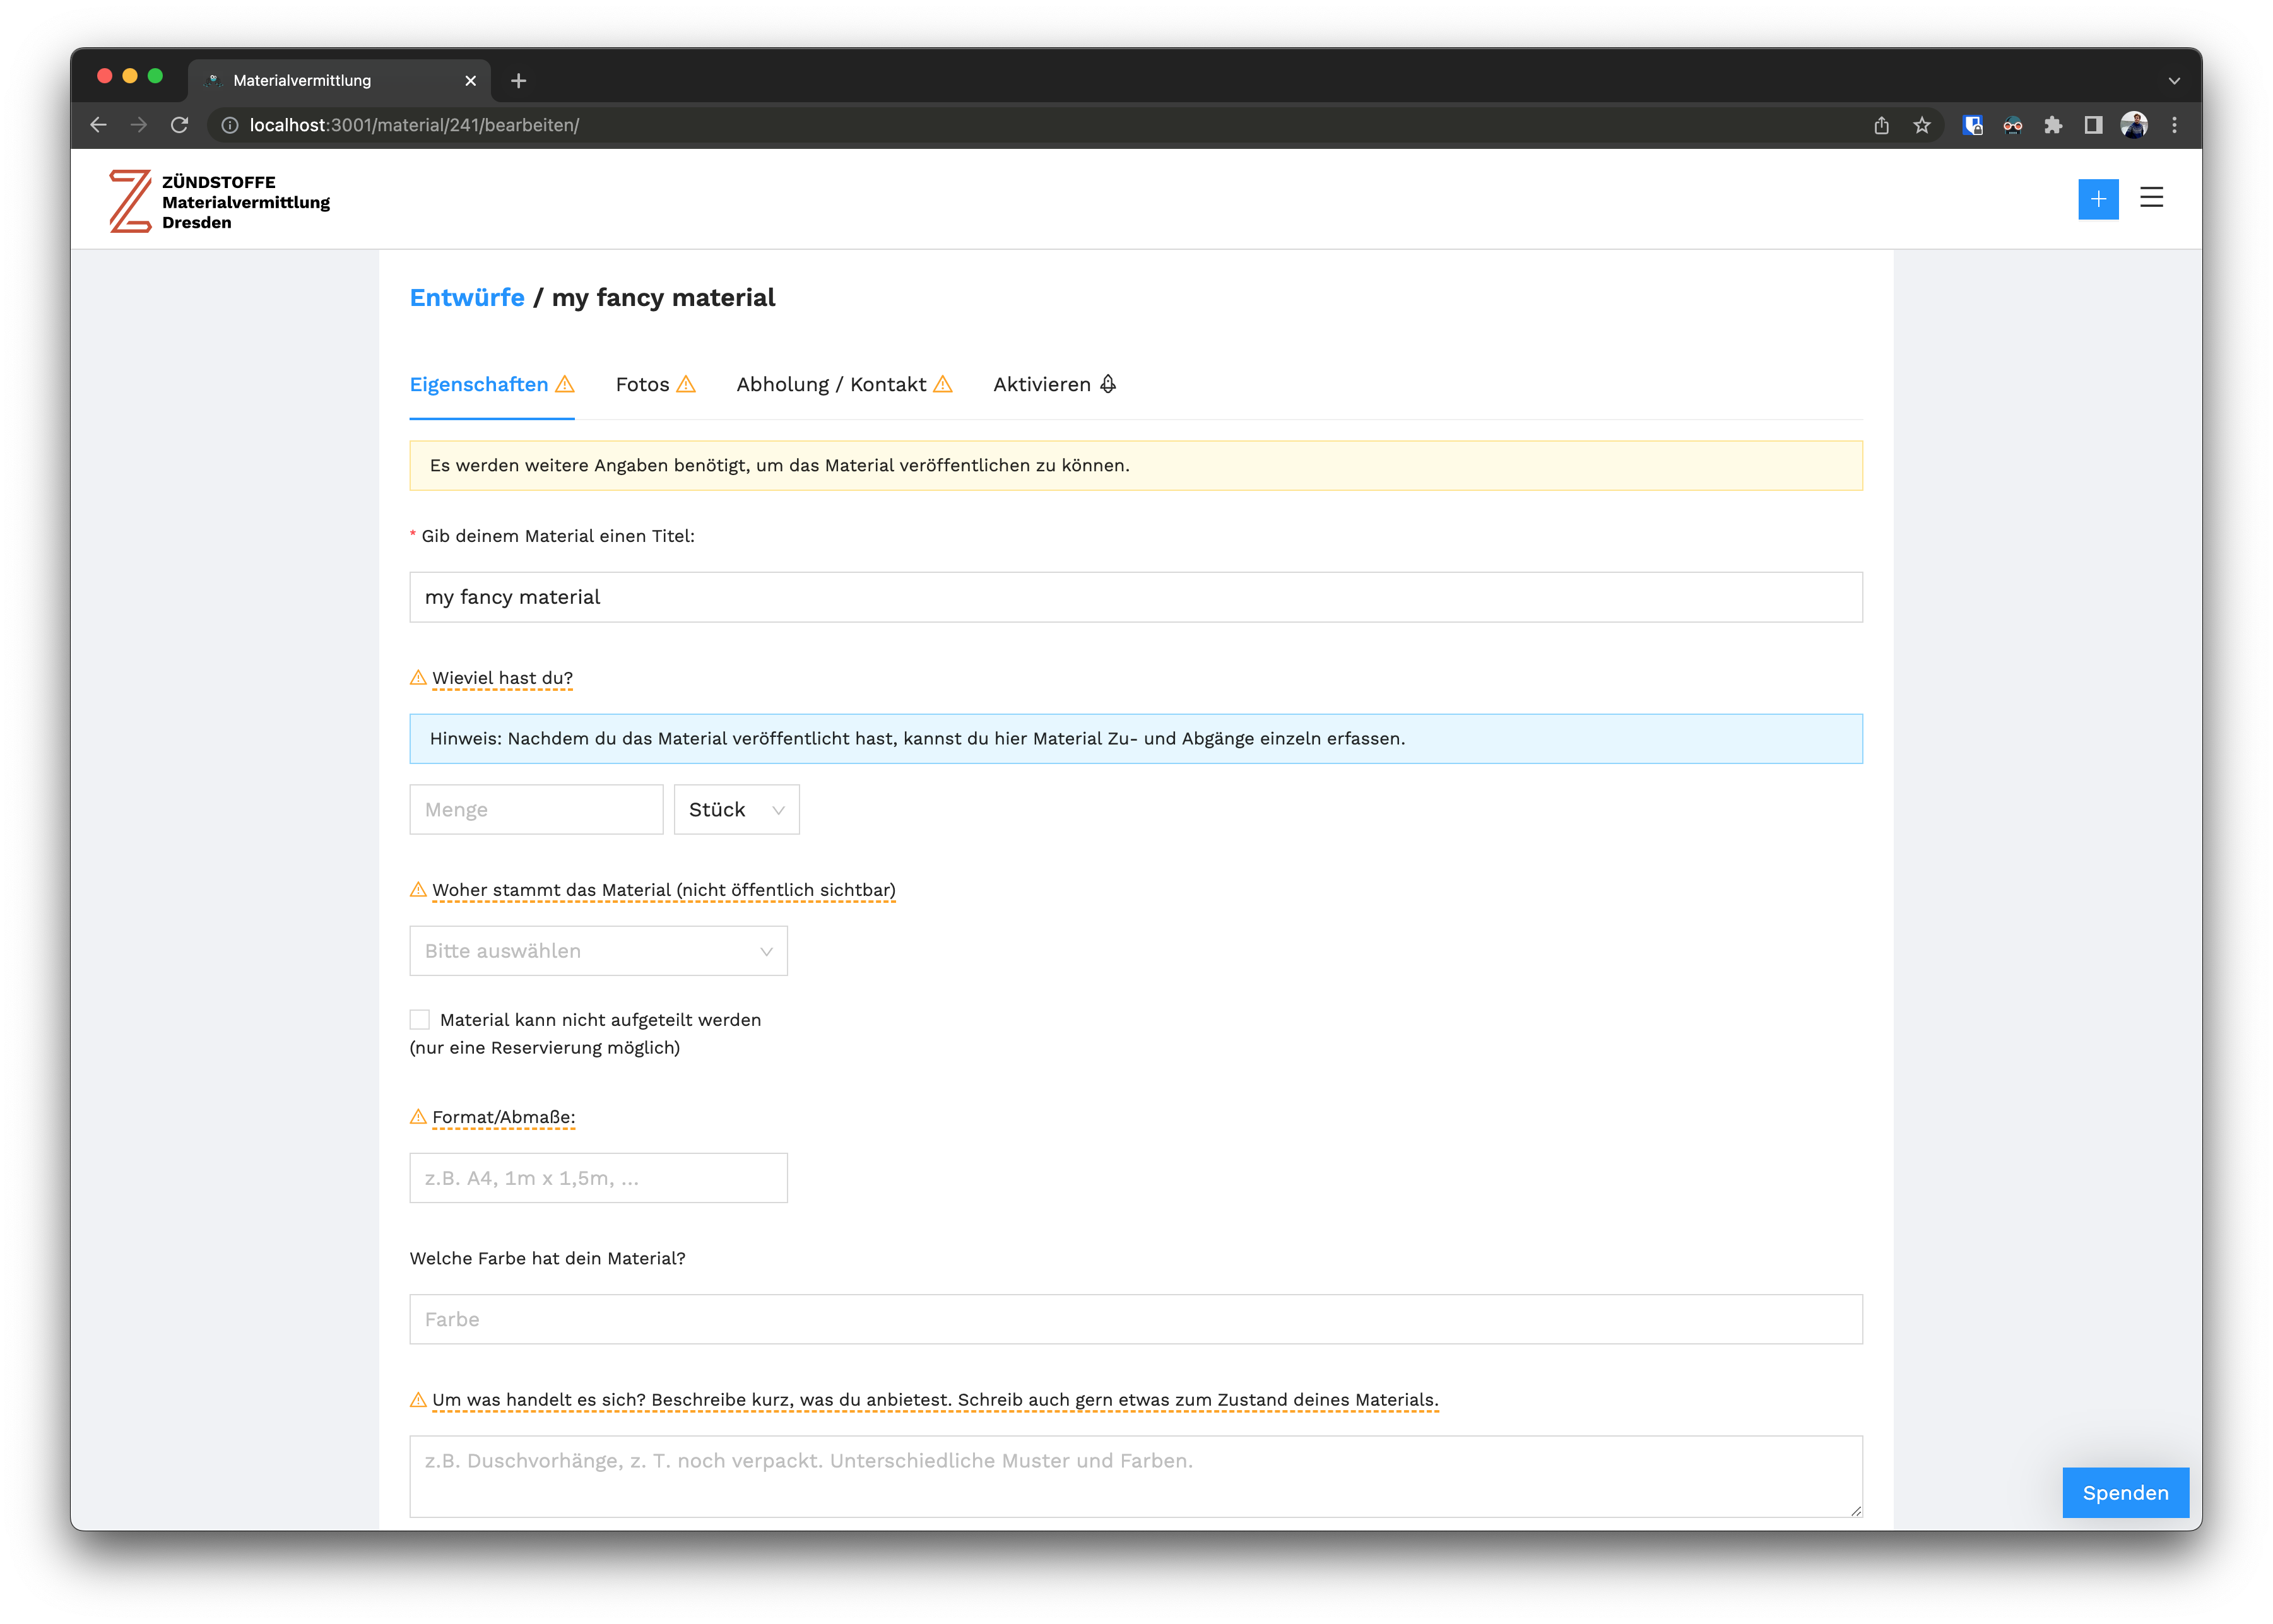 Materialvermittlung
localhost:3001/material/241/bearbeiten/
ZÜNDSTOFFE
Materialvermittlung
Dresden
Entwürfe / my fancy material
Eigenschaften
Fotos
Abholung / Kontakt
Aktivieren
Es werden weitere Angaben benötigt, um das Material veröffentlichen zu können.
* Gib deinem Material einen Titel:
my fancy material
Wieviel hast du?
Hinweis: Nachdem du das Material veröffentlicht hast, kannst du hier Material Zu- und Abgänge einzeln erfassen.
Menge
Stück
Woher stammt das Material (nicht öffentlich sichtbar)
Bitte auswählen
Material kann nicht aufgeteilt werden
(nur eine Reservierung möglich)
Format/Abmaße:
z.B. A4, 1m x 1,5m, ...
Welche Farbe hat dein Material?
Farbe
Um was handelt es sich? Beschreibe kurz, was du anbietest. Schreib auch gern etwas zum Zustand deines Materials.
z.B. Duschvorhänge, z. T. noch verpackt. Unterschiedliche Muster und Farben.
Spenden